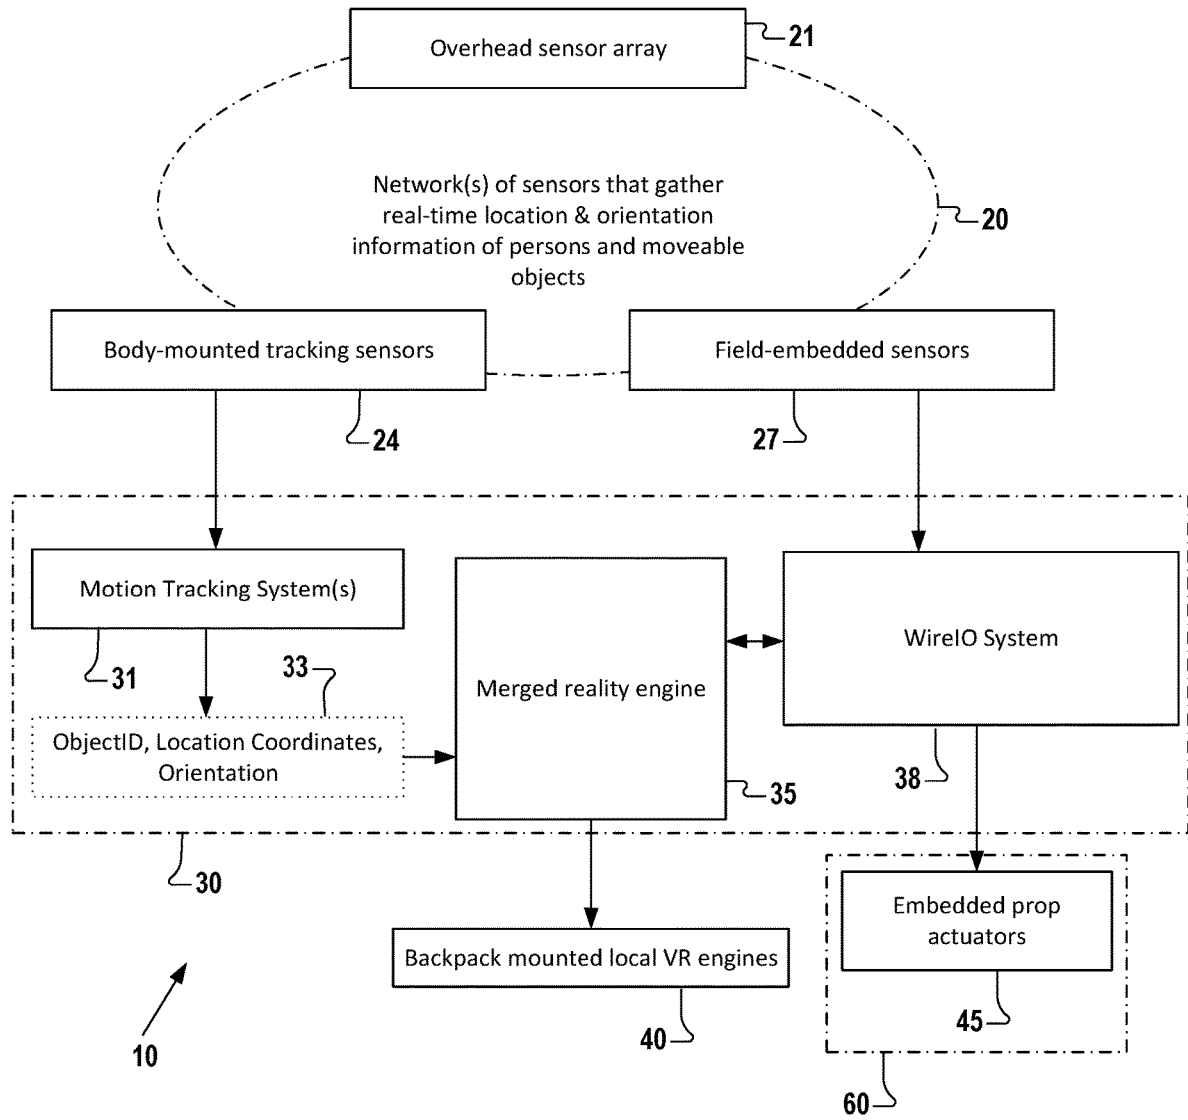 Overhead sensor array
21
Network(s) of sensors that gather
real-time location & orientation
information of persons and moveable
objects
20
Body-mounted tracking sensors
Field-embedded sensors
24
27
Motion Tracking System(s)
WireIO System
31
33
Merged reality engine
ObjectID, Location Coordinates,
Orientation
35
38
30
Embedded prop
actuators
Backpack mounted local VR engines
45
40
10
60